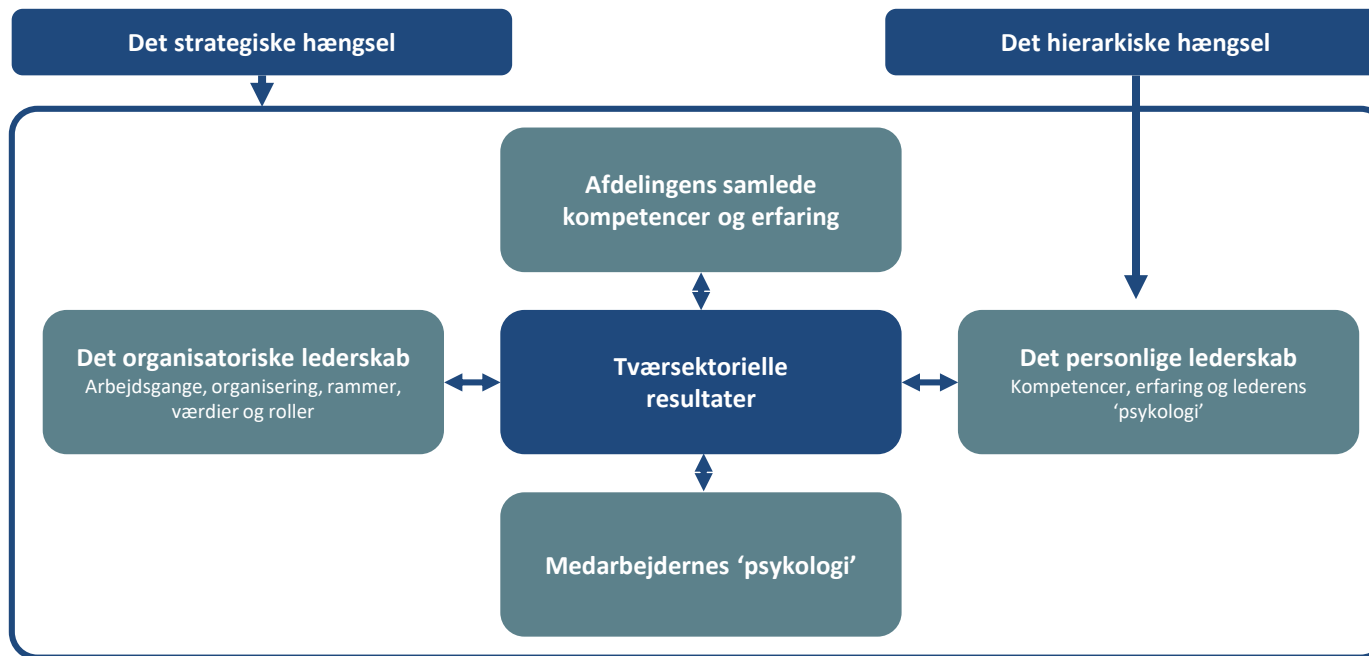 Det strategiske hængsel
Det hierarkiske hængsel
Afdelingens samlede
kompetencer og erfaring
Det organisatoriske lederskab
Arbejdsgange, organisering, rammer,
værdier og roller
Tværsektorielle
resultater
Det personlige lederskab
Kompetencer, erfaring og lederens
‘psykologi’
Medarbejdernes ‘psykologi’